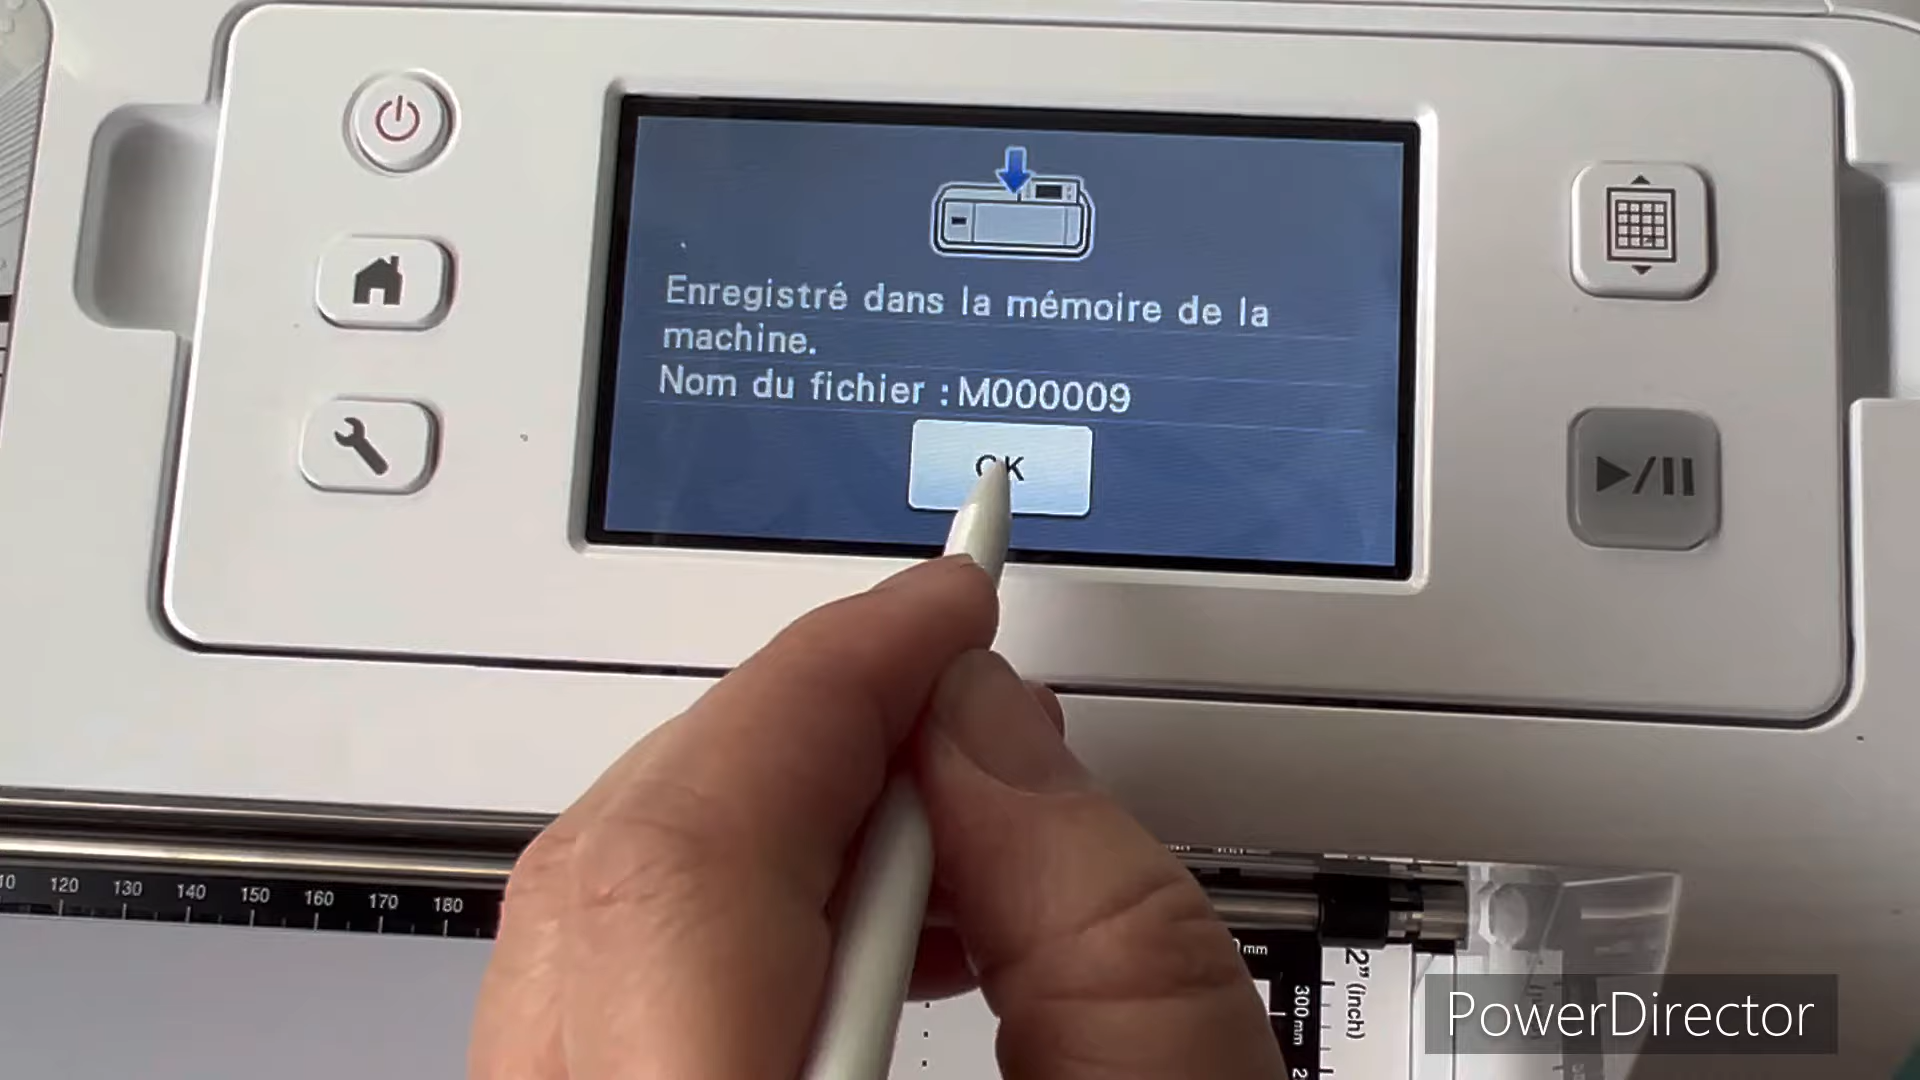 Enregistré dans la mémoire de la
machine.
Nom du fichier : M000009
OK
120 130 140 150 160 170 180
mm
2" (inch)
300 mm
PowerDirector